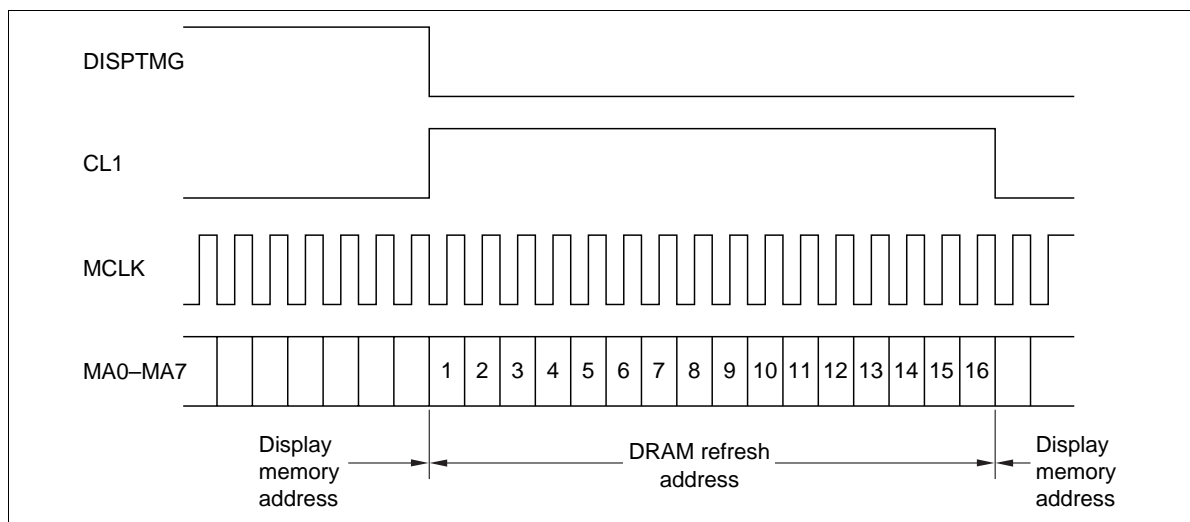 DISPTMG
CL1
MCLK
MA0–MA7 1 2 3 4 5 6 7 8 9 10 11 12 13 14 15 16
Display memory address
DRAM refresh address
Display memory address